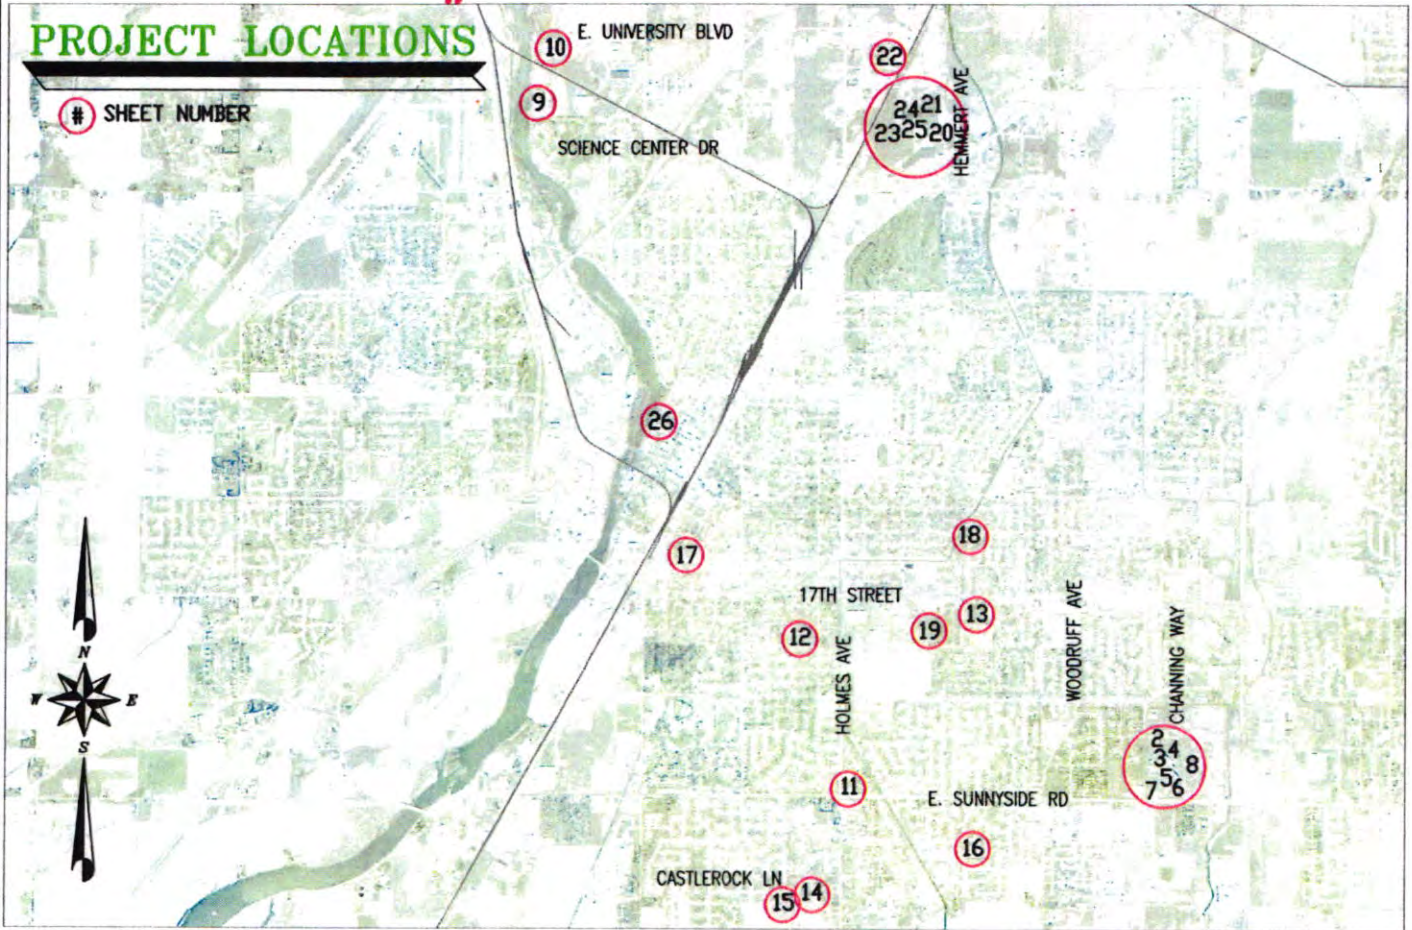 PROJECT LOCATIONS
# SHEET NUMBER
10
E. UNIVERSITY BLVD
9
SCIENCE CENTER DR
22
24 21
23 25 20
HEMMERT AVE
26
17
18
17TH STREET
13
19
12
HOLMES AVE
WOODRUFF AVE
CHANNING WAY
2
3 4
8
5
7 6
11
E. SUNNYSIDE RD
16
CASTLEROCK LN
14
15
N
W E
S